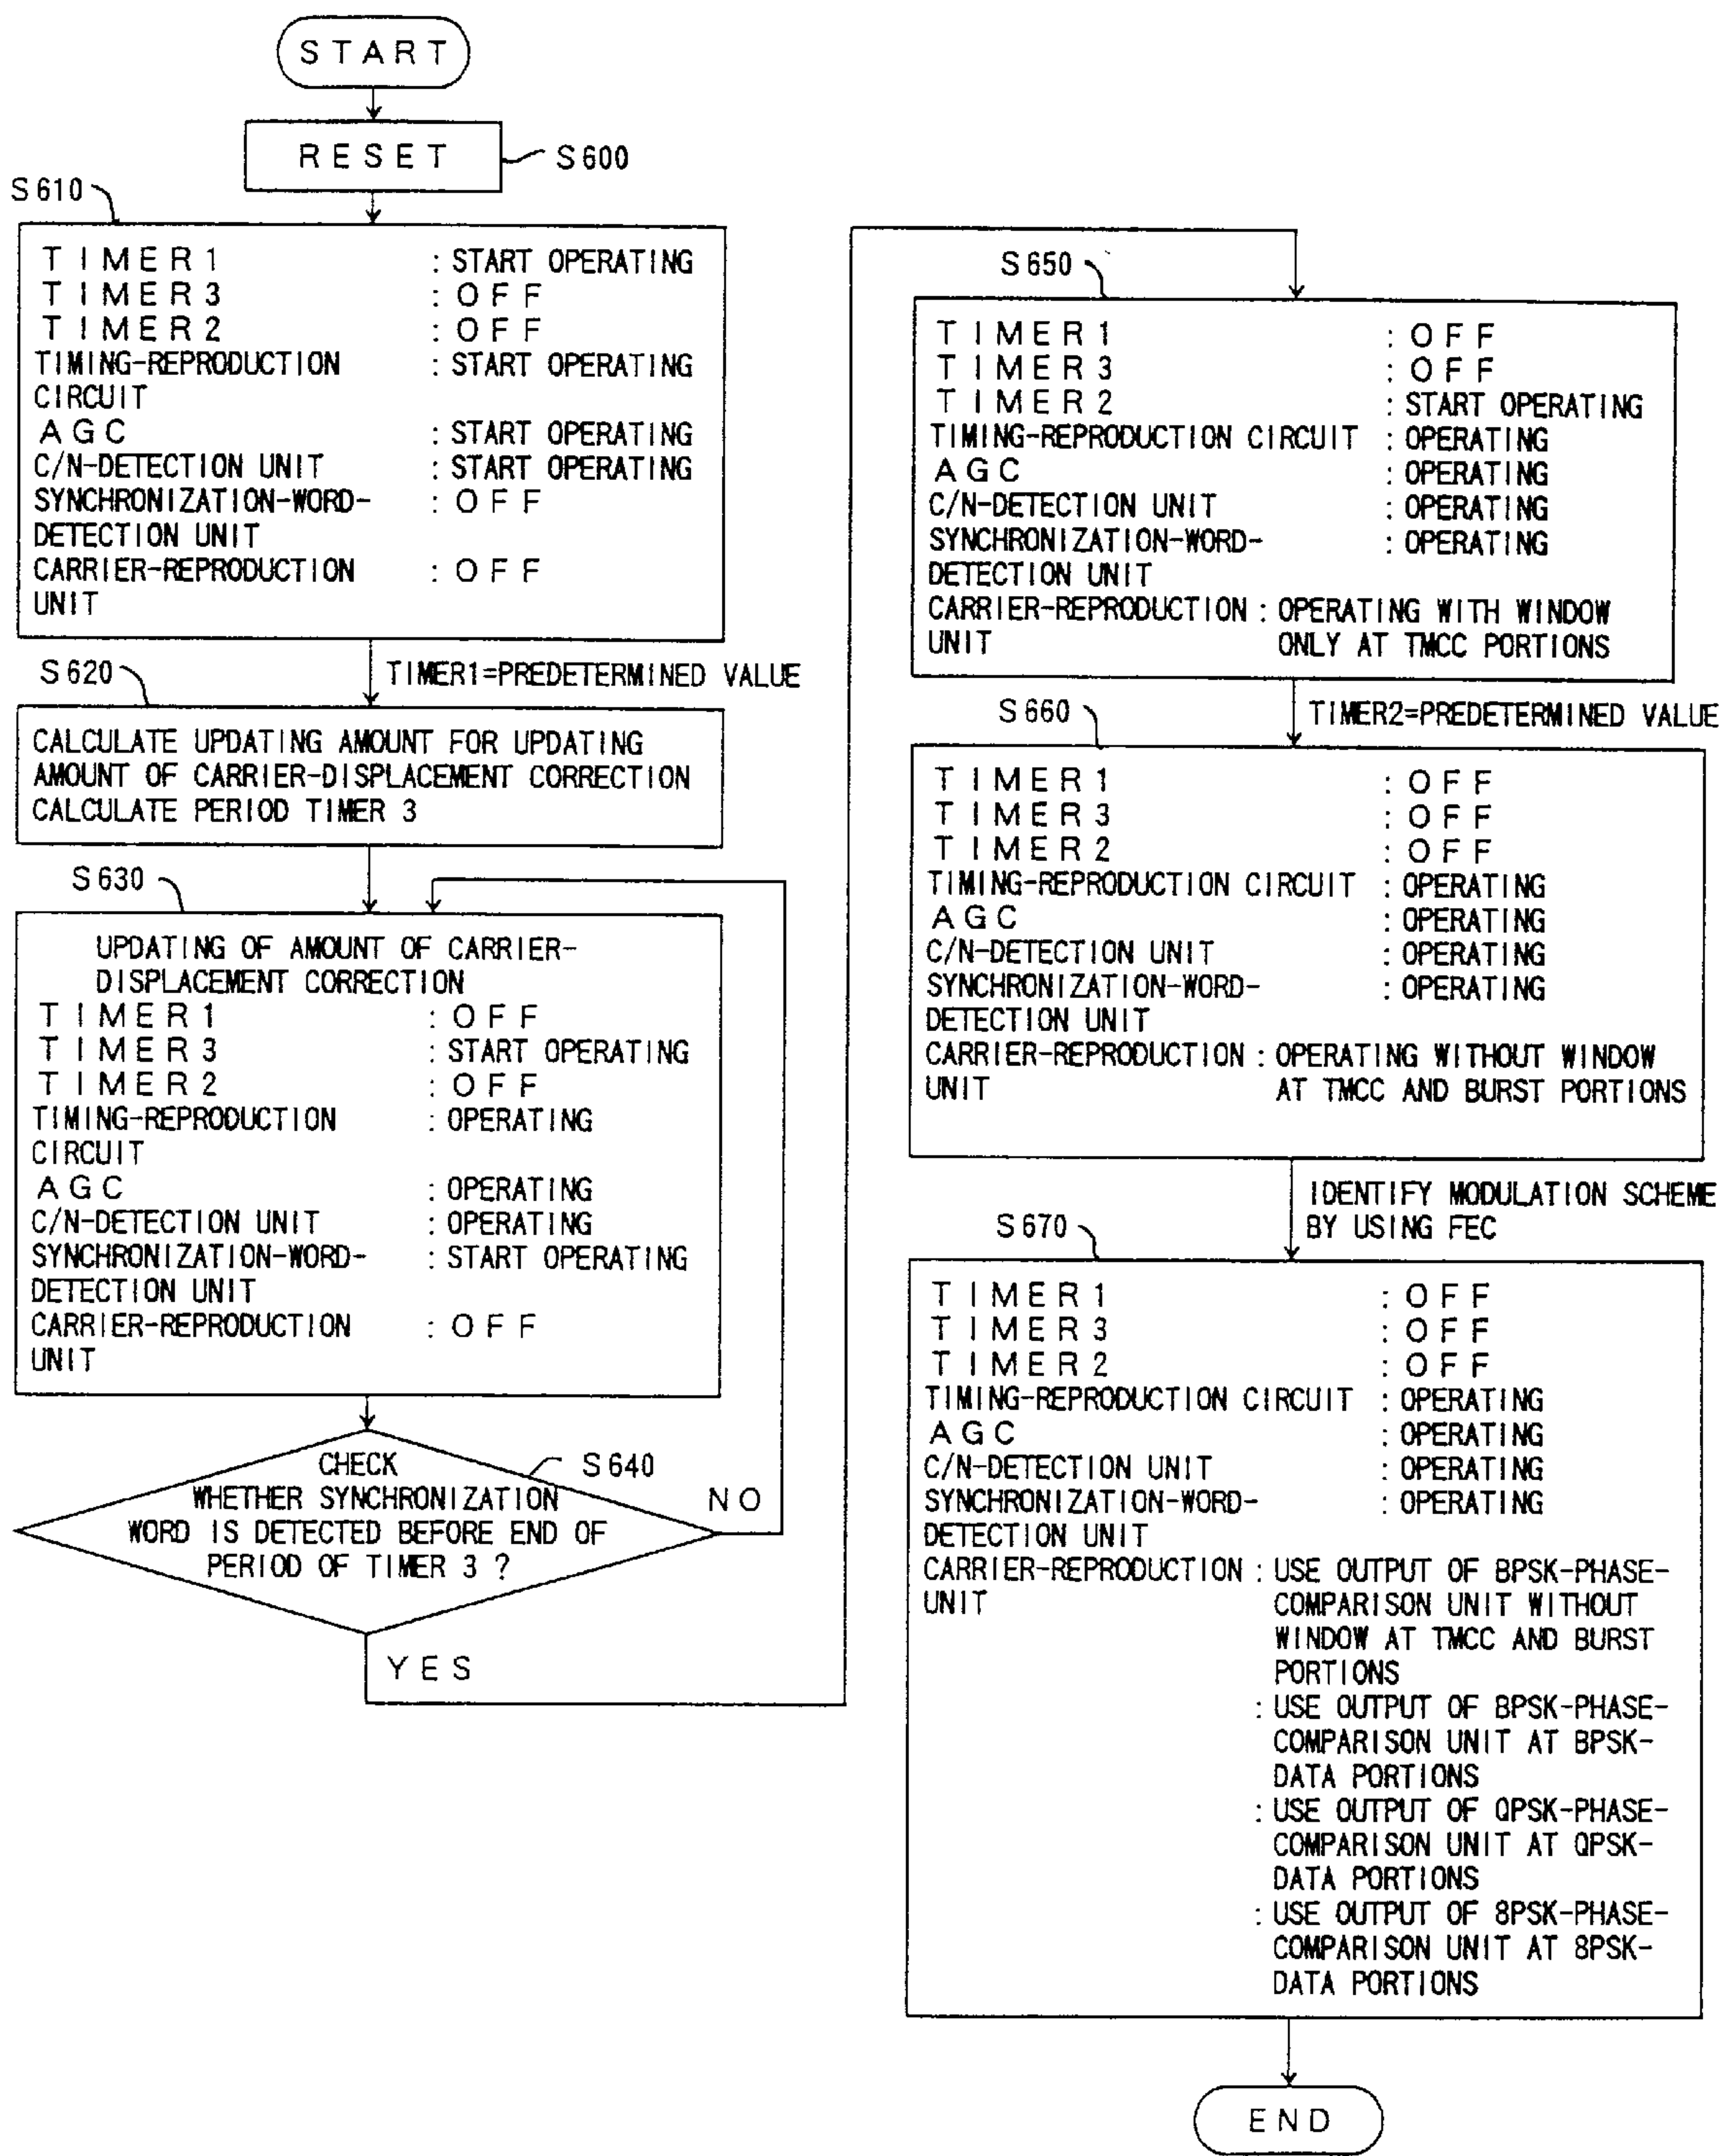 START
RESET
S600
S610
TIMER1 : START OPERATING
TIMER3 : OFF
TIMER2 : OFF
TIMING-REPRODUCTION : START OPERATING
CIRCUIT
AGC : START OPERATING
C/N-DETECTION UNIT : START OPERATING
SYNCHRONIZATION-WORD- : OFF
DETECTION UNIT
CARRIER-REPRODUCTION : OFF
UNIT
TIMER1=PREDETERMINED VALUE
S620
CALCULATE UPDATING AMOUNT FOR UPDATING
AMOUNT OF CARRIER-DISPLACEMENT CORRECTION
CALCULATE PERIOD TIMER 3
S630
UPDATING OF AMOUNT OF CARRIER-
DISPLACEMENT CORRECTION
TIMER1 : OFF
TIMER3 : START OPERATING
TIMER2 : OFF
TIMING-REPRODUCTION : OPERATING
CIRCUIT
AGC : OPERATING
C/N-DETECTION UNIT : OPERATING
SYNCHRONIZATION-WORD- : START OPERATING
DETECTION UNIT
CARRIER-REPRODUCTION : OFF
UNIT
S640
CHECK
WHETHER SYNCHRONIZATION
WORD IS DETECTED BEFORE END OF
PERIOD OF TIMER 3 ?
NO
YES
S650
TIMER1 : OFF
TIMER3 : OFF
TIMER2 : START OPERATING
TIMING-REPRODUCTION CIRCUIT : OPERATING
AGC : OPERATING
C/N-DETECTION UNIT : OPERATING
SYNCHRONIZATION-WORD- : OPERATING
DETECTION UNIT
CARRIER-REPRODUCTION : OPERATING WITH WINDOW
UNIT ONLY AT TMCC PORTIONS
TIMER2=PREDETERMINED VALUE
S660
TIMER1 : OFF
TIMER3 : OFF
TIMER2 : OFF
TIMING-REPRODUCTION CIRCUIT : OPERATING
AGC : OPERATING
C/N-DETECTION UNIT : OPERATING
SYNCHRONIZATION-WORD- : OPERATING
DETECTION UNIT
CARRIER-REPRODUCTION : OPERATING WITHOUT WINDOW
UNIT AT TMCC AND BURST PORTIONS
IDENTIFY MODULATION SCHEME
BY USING FEC
S670
TIMER1 : OFF
TIMER3 : OFF
TIMER2 : OFF
TIMING-REPRODUCTION CIRCUIT : OPERATING
AGC : OPERATING
C/N-DETECTION UNIT : OPERATING
SYNCHRONIZATION-WORD- : OPERATING
DETECTION UNIT
CARRIER-REPRODUCTION : USE OUTPUT OF BPSK-PHASE-
UNIT COMPARISON UNIT WITHOUT
WINDOW AT TMCC AND BURST
PORTIONS
: USE OUTPUT OF BPSK-PHASE-
COMPARISON UNIT AT BPSK-
DATA PORTIONS
: USE OUTPUT OF QPSK-PHASE-
COMPARISON UNIT AT QPSK-
DATA PORTIONS
: USE OUTPUT OF 8PSK-PHASE-
COMPARISON UNIT AT 8PSK-
DATA PORTIONS
END